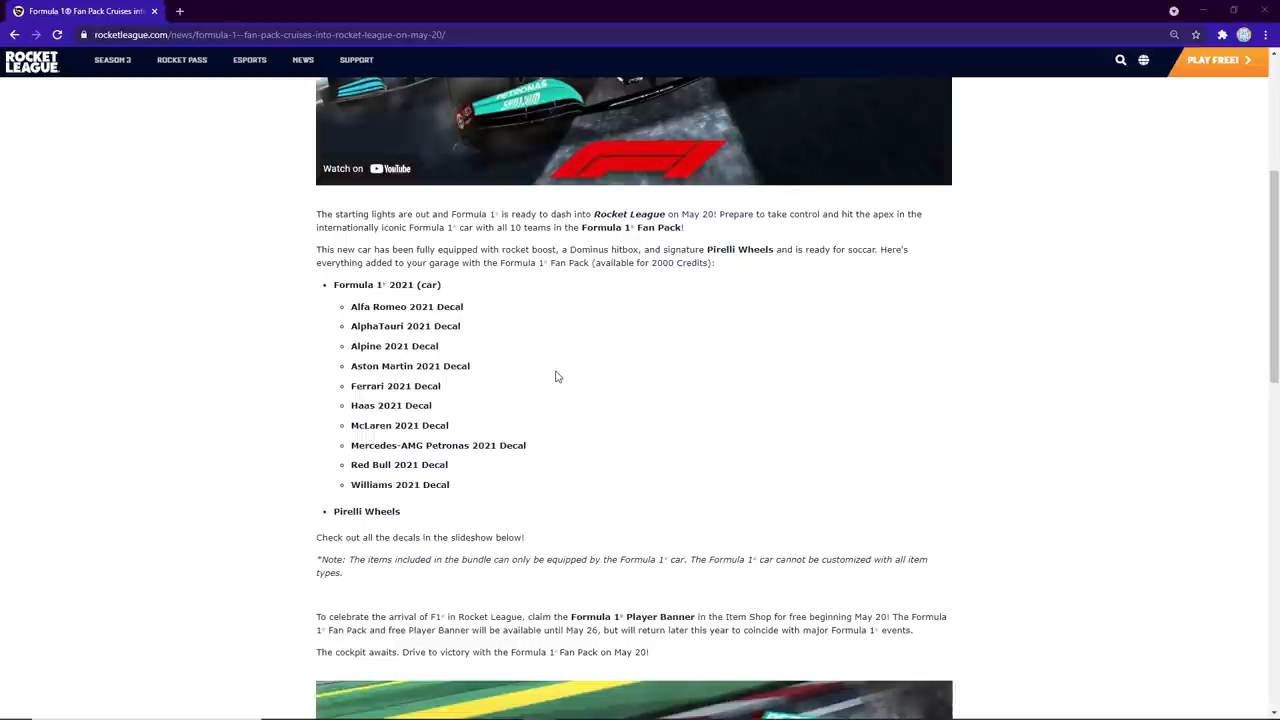 Formula 1® Fan Pack Cruises into
rocketleague.com/news/formula-1--fan-pack-cruises-into-rocket-league-on-may-20/
ROCKET LEAGUE
SEASON 3
ROCKET PASS
ESPORTS
NEWS
SUPPORT
PLAY FREE!
PETRONAS
Watch on YouTube
F1
The starting lights are out and Formula 1® is ready to dash into Rocket League on May 20! Prepare to take control and hit the apex in the
internationally iconic Formula 1® car with all 10 teams in the Formula 1® Fan Pack!
This new car has been fully equipped with rocket boost, a Dominus hitbox, and signature Pirelli Wheels and is ready for soccar. Here's
everything added to your garage with the Formula 1® Fan Pack (available for 2000 Credits):
• Formula 1® 2021 (car)
Alfa Romeo 2021 Decal
AlphaTauri 2021 Decal
Alpine 2021 Decal
Aston Martin 2021 Decal
Ferrari 2021 Decal
Haas 2021 Decal
McLaren 2021 Decal
Mercedes-AMG Petronas 2021 Decal
Red Bull 2021 Decal
Williams 2021 Decal
• Pirelli Wheels
Check out all the decals in the slideshow below!
*Note: The items included in the bundle can only be equipped by the Formula 1® car. The Formula 1® car cannot be customized with all item
types.
To celebrate the arrival of F1® in Rocket League, claim the Formula 1® Player Banner in the Item Shop for free beginning May 20! The Formula
1® Fan Pack and free Player Banner will be available until May 26, but will return later this year to coincide with major Formula 1® events.
The cockpit awaits. Drive to victory with the Formula 1® Fan Pack on May 20!